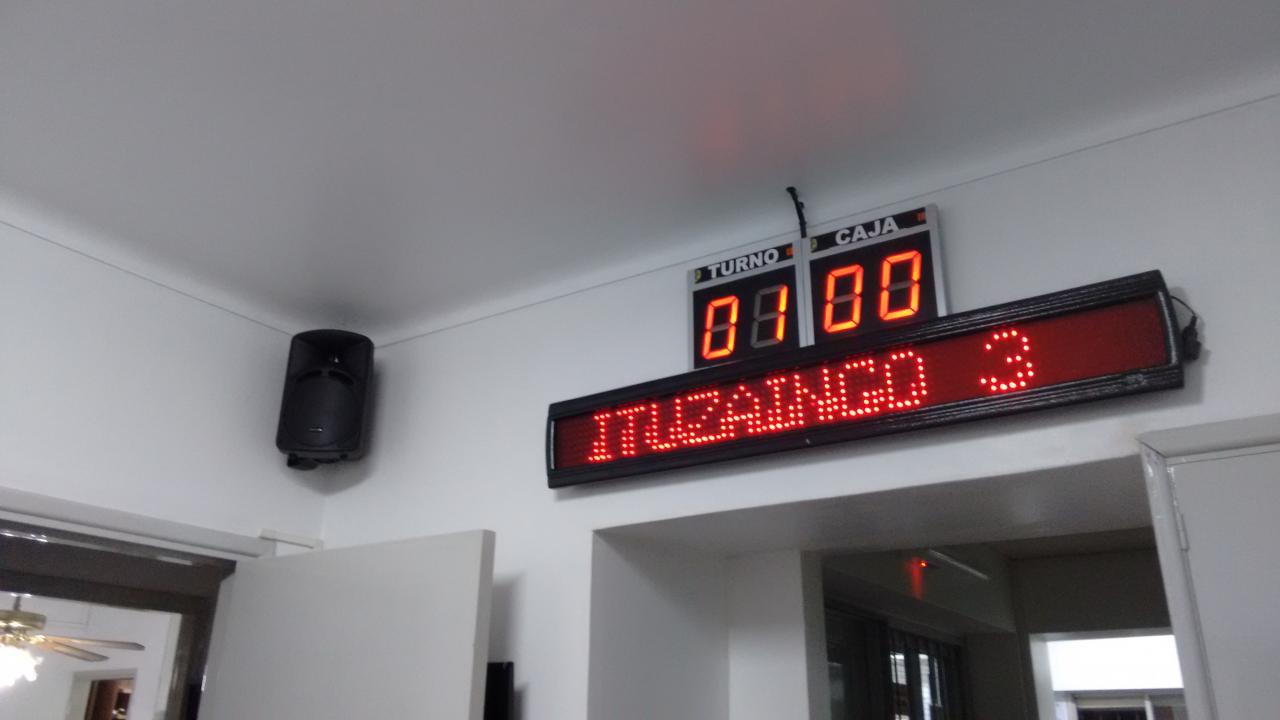 TURNO CAJA
01 00
ITUZAINGO 3